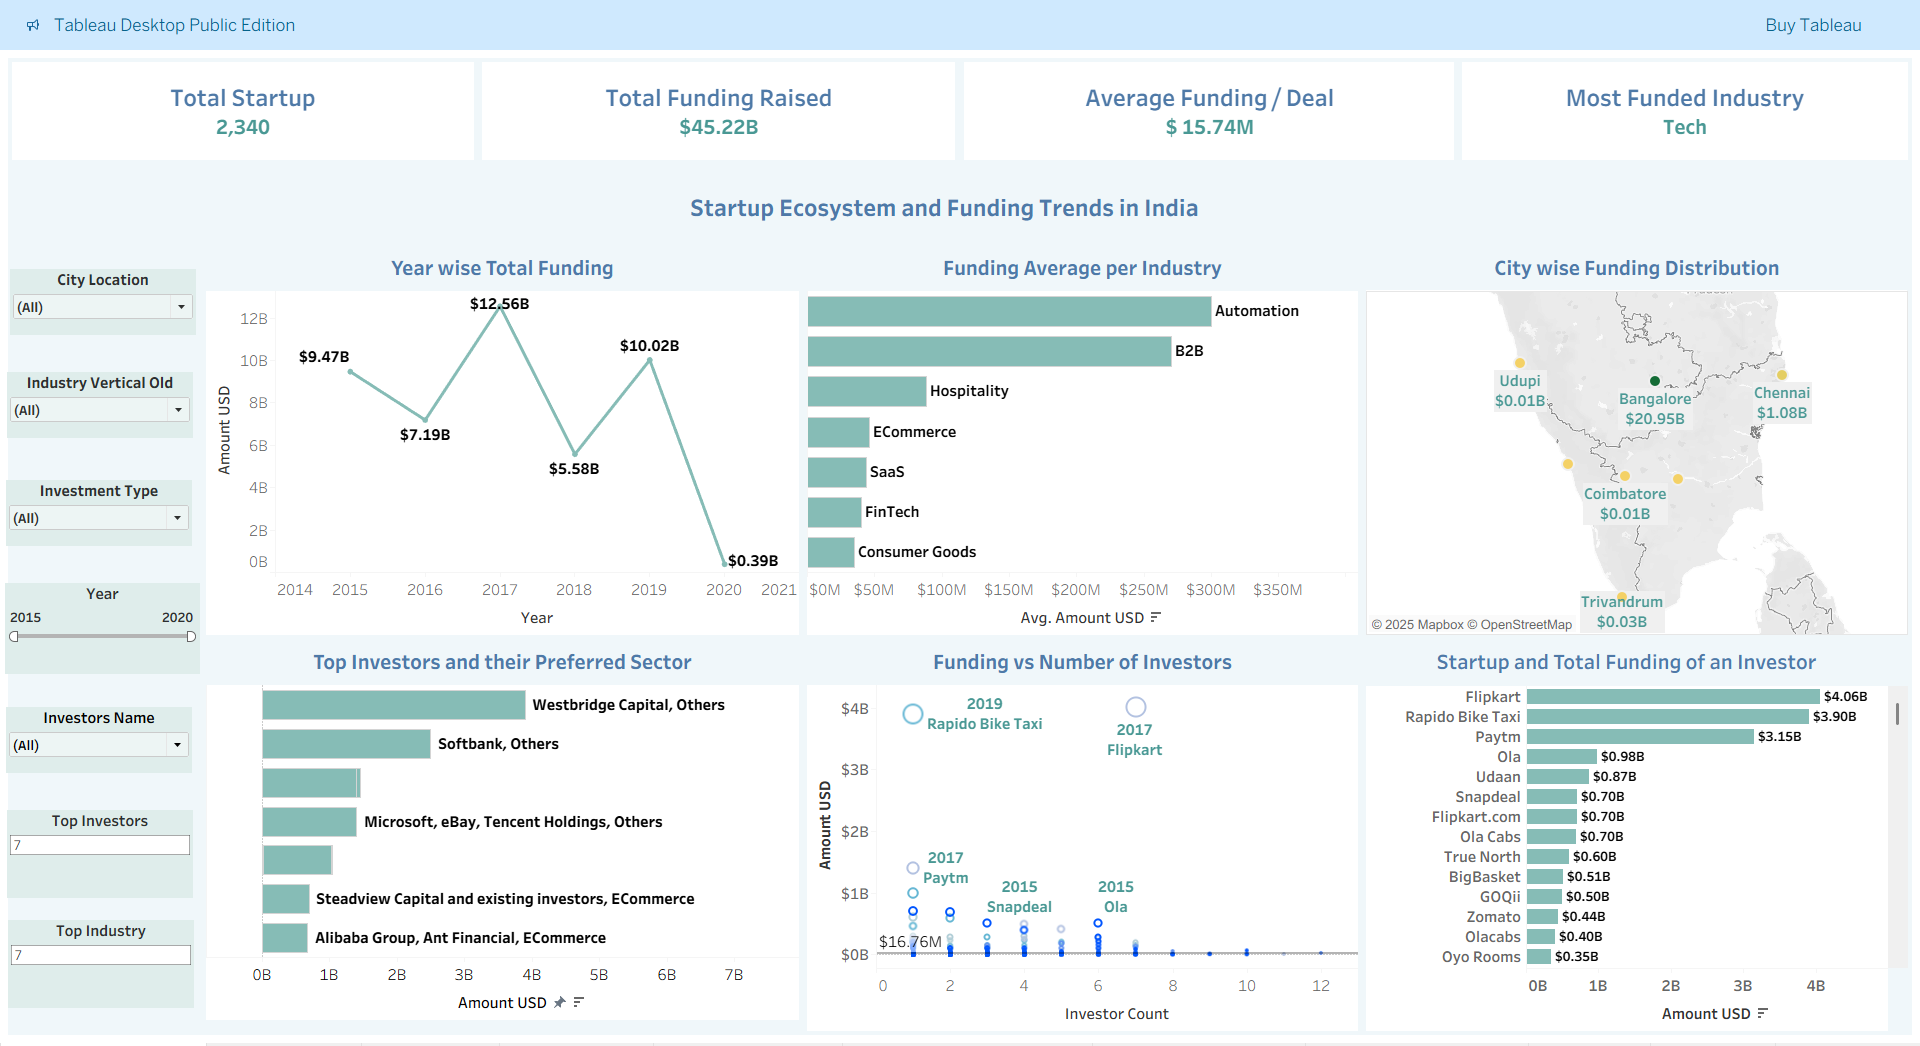 Tableau Desktop Public Edition
Buy Tableau
Total Startup
2,340
Total Funding Raised
$45.22B
Average Funding / Deal
$ 15.74M
Most Funded Industry
Tech
Startup Ecosystem and Funding Trends in India
City Location
(All)
Industry Vertical Old
(All)
Investment Type
(All)
Year
2015 2020
Investors Name
(All)
Top Investors
7
Top Industry
7
Year wise Total Funding
Amount USD
12B
10B
8B
6B
4B
2B
0B
$9.47B
$7.19B
$12.56B
$5.58B
$10.02B
$0.39B
2014 2015 2016 2017 2018 2019 2020 2021
Year
Funding Average per Industry
Automation
B2B
Hospitality
ECommerce
SaaS
FinTech
Consumer Goods
$0M $50M $100M $150M $200M $250M $300M $350M
Avg. Amount USD
City wise Funding Distribution
Udupi
$0.01B
Bangalore
$20.95B
Chennai
$1.08B
Coimbatore
$0.01B
Trivandrum
$0.03B
© 2025 Mapbox © OpenStreetMap
Top Investors and their Preferred Sector
Westbridge Capital, Others
Softbank, Others
Microsoft, eBay, Tencent Holdings, Others
Steadview Capital and existing investors, ECommerce
Alibaba Group, Ant Financial, ECommerce
0B 1B 2B 3B 4B 5B 6B 7B
Amount USD
Funding vs Number of Investors
Amount USD
$4B
$3B
$2B
$1B
$0B
2019
Rapido Bike Taxi
2017
Flipkart
2017
Paytm
2015
Snapdeal
2015
Ola
$16.76M
0 2 4 6 8 10 12
Investor Count
Startup and Total Funding of an Investor
Flipkart $4.06B
Rapido Bike Taxi $3.90B
Paytm $3.15B
Ola $0.98B
Udaan $0.87B
Snapdeal $0.70B
Flipkart.com $0.70B
Ola Cabs $0.70B
True North $0.60B
BigBasket $0.51B
GOQii $0.50B
Zomato $0.44B
Olacabs $0.40B
Oyo Rooms $0.35B
0B 1B 2B 3B 4B
Amount USD